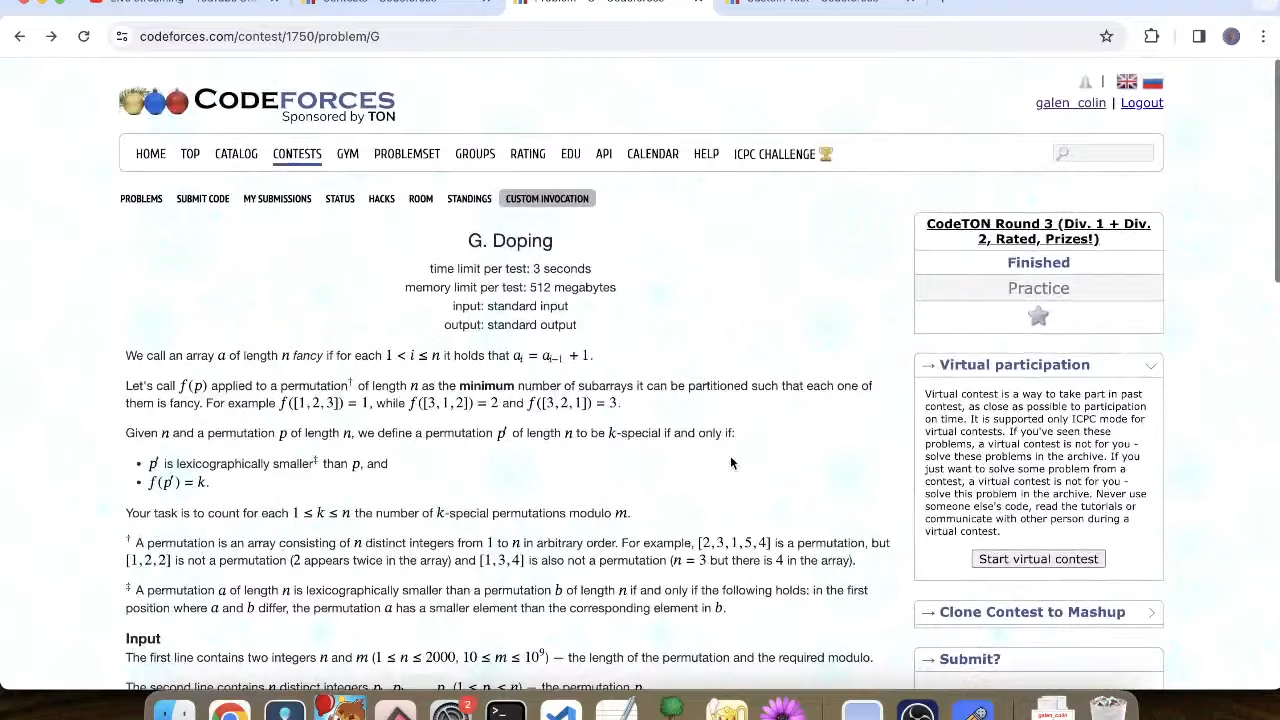 codeforces.com/contest/1750/problem/G
CODEFORCES
Sponsored by TON
galen_colin | Logout
HOME TOP CATALOG CONTESTS GYM PROBLEMSET GROUPS RATING EDU API CALENDAR HELP ICPC CHALLENGE
PROBLEMS SUBMIT CODE MY SUBMISSIONS STATUS HACKS ROOM STANDINGS CUSTOM INVOCATION
G. Doping
time limit per test: 3 seconds
memory limit per test: 512 megabytes
input: standard input
output: standard output
We call an array a of length n fancy if for each 1 < i ≤ n it holds that aᵢ = aᵢ₋₁ + 1.
Let's call f(p) applied to a permutation† of length n as the minimum number of subarrays it can be partitioned such that each one of
them is fancy. For example f([1, 2, 3]) = 1, while f([3, 1, 2]) = 2 and f([3, 2, 1]) = 3.
Given n and a permutation p of length n, we define a permutation p′ of length n to be k-special if and only if:
• p′ is lexicographically smaller‡ than p, and
• f(p′) = k.
Your task is to count for each 1 ≤ k ≤ n the number of k-special permutations modulo m.
† A permutation is an array consisting of n distinct integers from 1 to n in arbitrary order. For example, [2, 3, 1, 5, 4] is a permutation, but
[1, 2, 2] is not a permutation (2 appears twice in the array) and [1, 3, 4] is also not a permutation (n = 3 but there is 4 in the array).
‡ A permutation a of length n is lexicographically smaller than a permutation b of length n if and only if the following holds: in the first
position where a and b differ, the permutation a has a smaller element than the corresponding element in b.
Input
The first line contains two integers n and m (1 ≤ n ≤ 2000, 10 ≤ m ≤ 10⁹) — the length of the permutation and the required modulo.
The second line contains n distinct integers
the permutation
CodeTON Round 3 (Div. 1 + Div.
2, Rated, Prizes!)
Finished
Practice
→ Virtual participation
Virtual contest is a way to take part in past
contest, as close as possible to participation
on time. It is supported only ICPC mode for
virtual contests. If you've seen these
problems, a virtual contest is not for you -
solve these problems in the archive. If you
just want to solve some problem from a
contest, a virtual contest is not for you -
solve this problem in the archive. Never use
someone else's code, read the tutorials or
communicate with other person during a
virtual contest.
Start virtual contest
→ Clone Contest to Mashup
→ Submit?
2
galen_colin